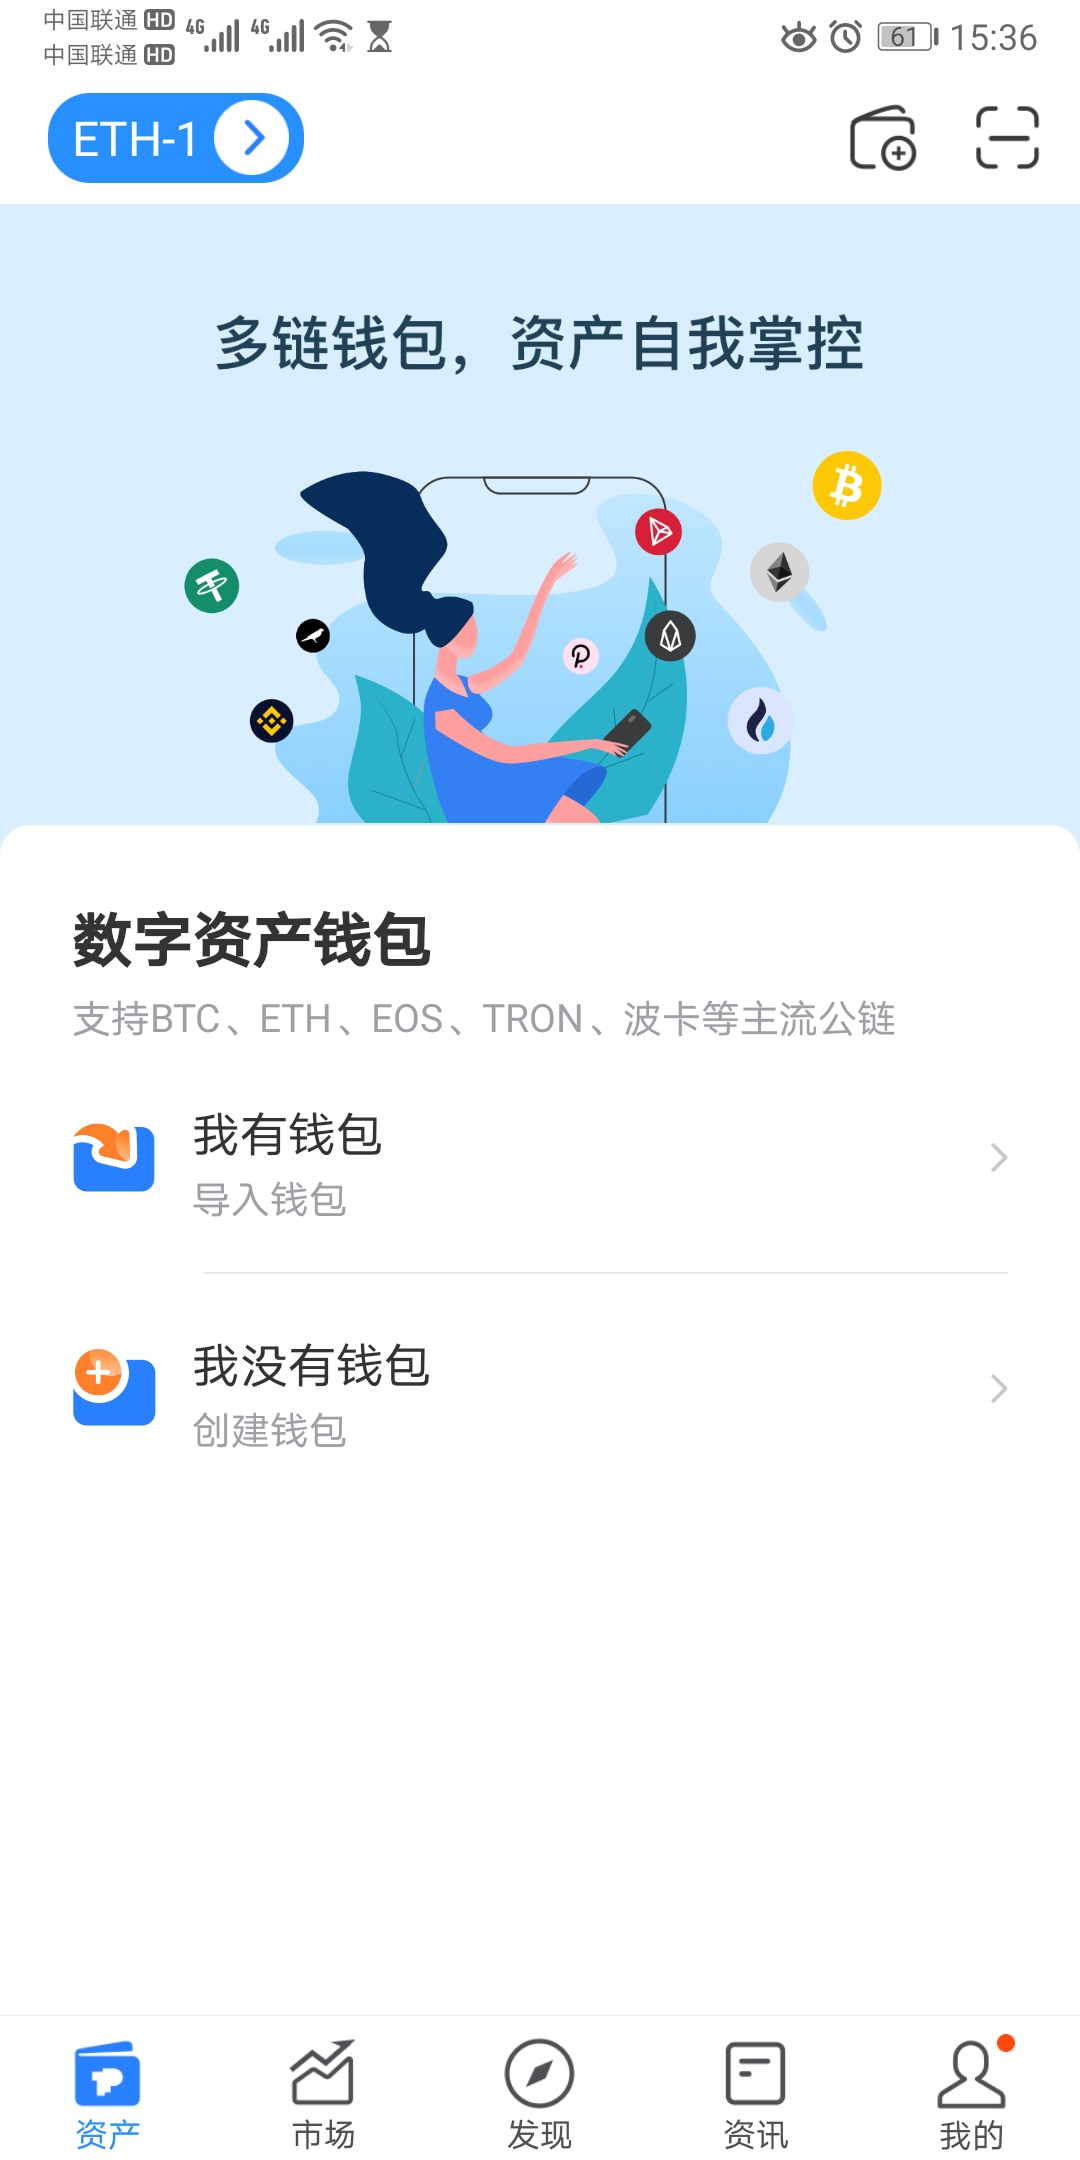 中国联通 HD 4G 4G 61 15:36
中国联通 HD
ETH-1
多链钱包，资产自我掌控
数字资产钱包
支持BTC、ETH、EOS、TRON、波卡等主流公链
我有钱包
导入钱包
我没有钱包
创建钱包
资产 市场 发现 资讯 我的